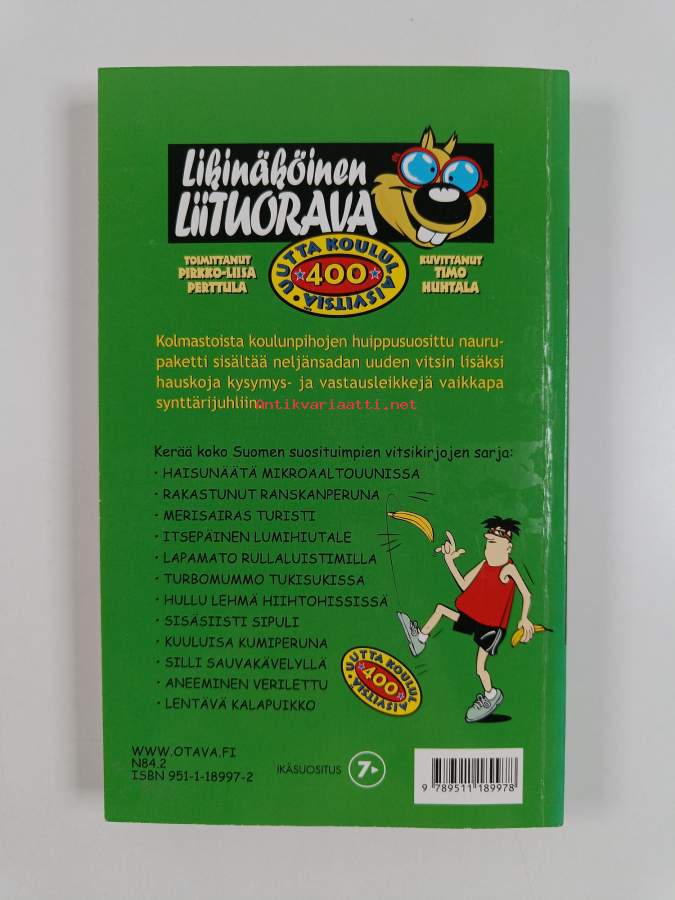 Likinäköinen
LiiTUORAVA
TOIMITTANUT
PIRKKO-LIISA
PERTTULA
UUTTA KOULULAISVITSIÄ
400
KUVITTANUT
TIMO
HUHTALA
Kolmastoista koulunpihojen huippusuosittu nauru-
paketti sisältää neljänsadan uuden vitsin lisäksi
hauskoja kysymys- ja vastausleikkejä vaikkapa
synttärijuhliin.
Antikvariaatti.net
Kerää koko Suomen suosituimpien vitsikirjojen sarja:
• HAISUNÄÄTÄ MIKROAALTOUUNISSA
• RAKASTUNUT RANSKANPERUNA
• MERISAIRAS TURISTI
• ITSEPÄINEN LUMIHIUTALE
• LAPAMATO RULLALUISTIMILLA
• TURBOMUMMO TUKISUKISSA
• HULLU LEHMÄ HIIHTOHISSISSÄ
• SISÄSIISTI SIPULI
• KUULUISA KUMIPERUNA
• SILLI SAUVAKÄVELYLLÄ
• ANEEMINEN VERILETTU
• LENTÄVÄ KALAPUIKKO
UUTTA KOULULAISVITSIÄ
400
WWW.OTAVA.FI
N84.2
ISBN 951-1-18997-2
IKÄSUOSITUS 7
9 789511 189978